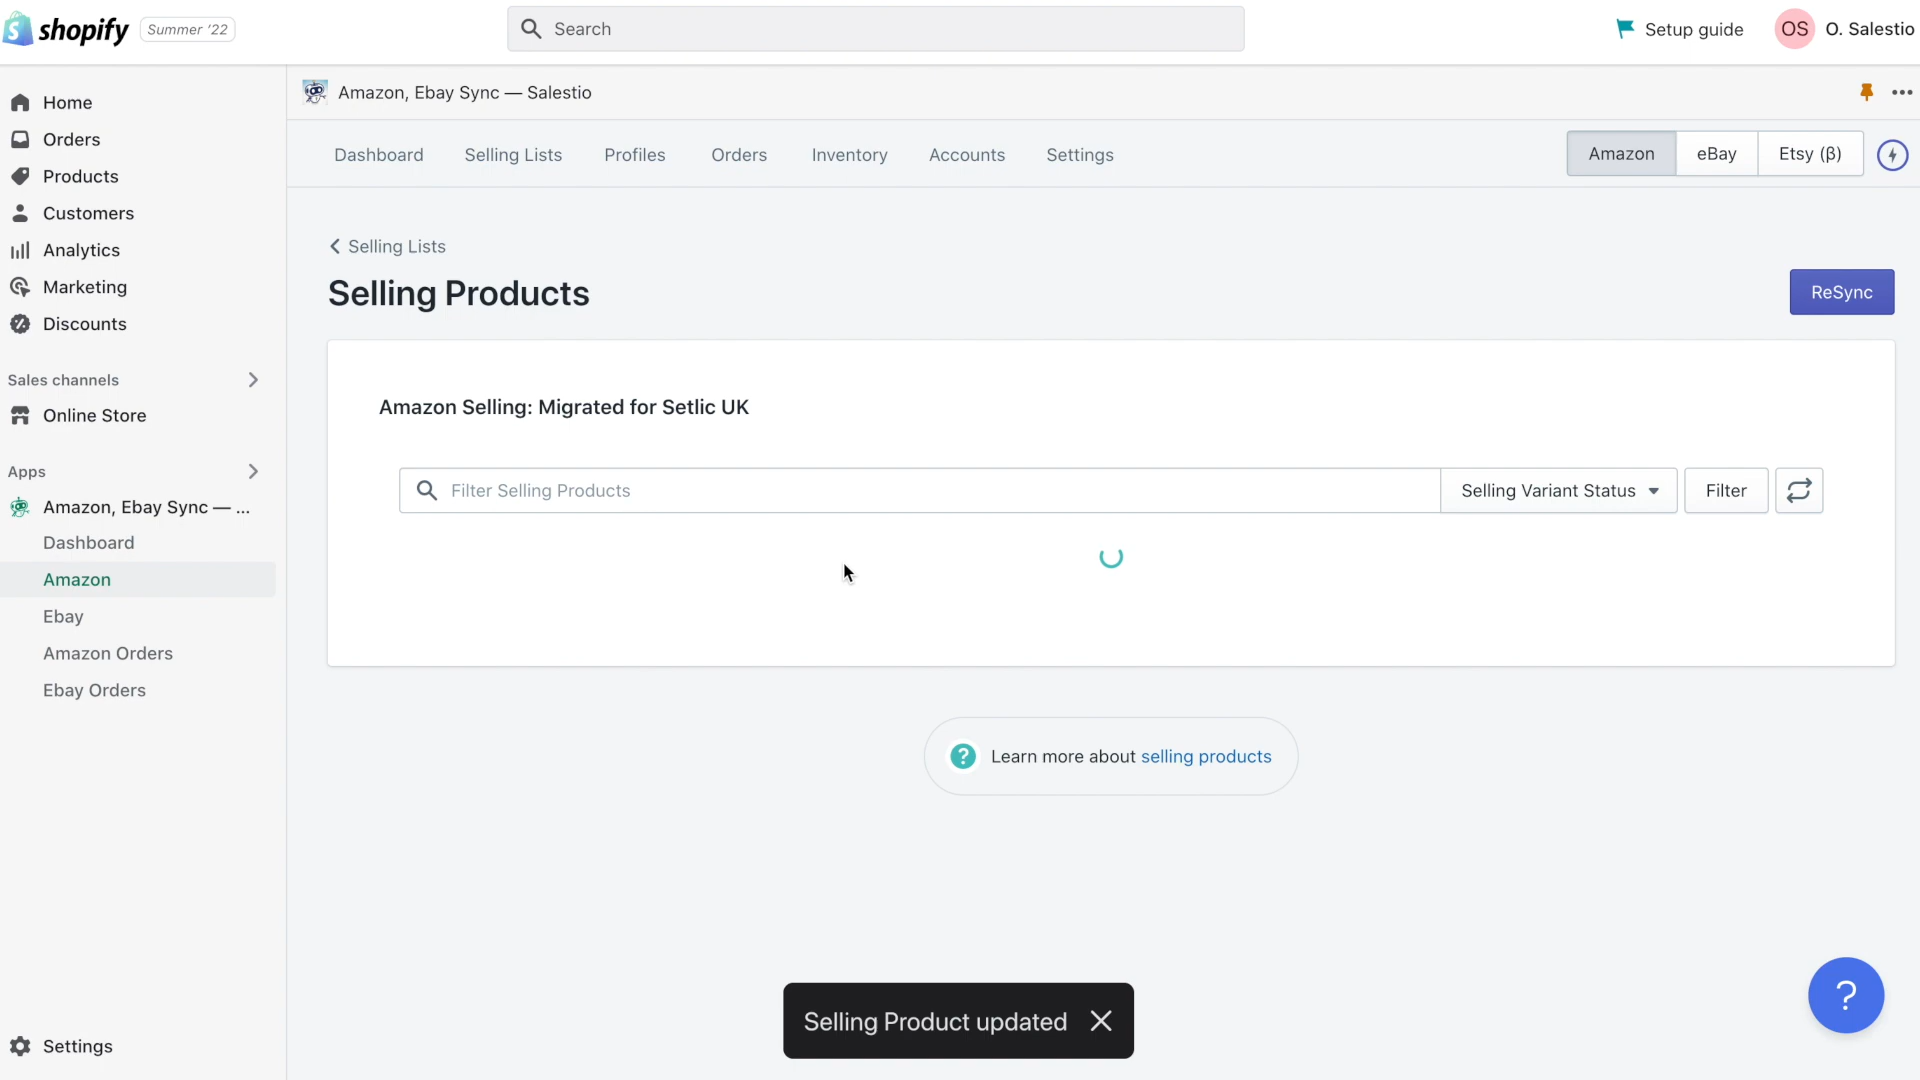 shopify
Summer '22
Search
Setup guide
OS
O. Salestio
Home
Orders
Products
Customers
Analytics
Marketing
Discounts
Sales channels
Online Store
Apps
Amazon, Ebay Sync — ...
Dashboard
Amazon
Ebay
Amazon Orders
Ebay Orders
Settings
Amazon, Ebay Sync — Salestio
Dashboard
Selling Lists
Profiles
Orders
Inventory
Accounts
Settings
Amazon
eBay
Etsy (β)
Selling Lists
Selling Products
ReSync
Amazon Selling: Migrated for Setlic UK
Filter Selling Products
Selling Variant Status
Filter
? Learn more about selling products
Selling Product updated
?